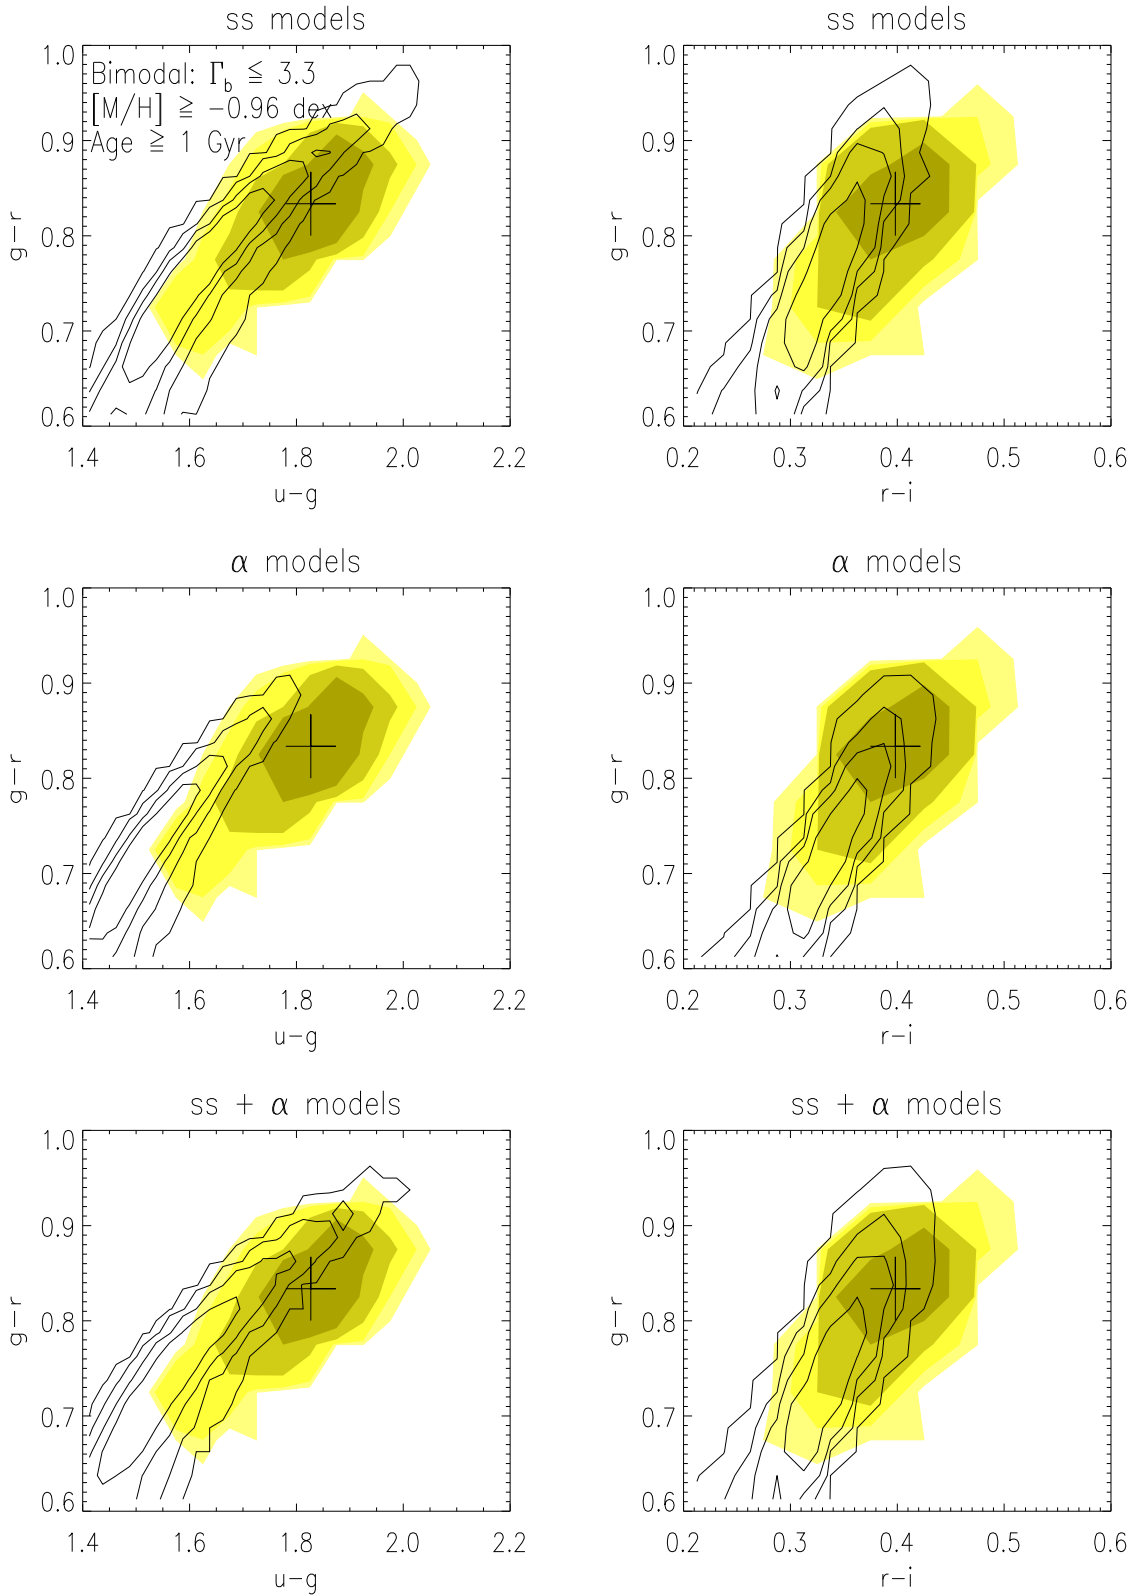 ss models
ss models
Bimodal: Γb ≦ 3.3
[M/H] ≧ −0.96 dex
Age ≧ 1 Gyr
1.0
0.9
0.8
0.7
0.6
g−r
1.4 1.6 1.8 2.0 2.2
u−g
1.0
0.9
0.8
0.7
0.6
g−r
0.2 0.3 0.4 0.5 0.6
r−i
α models
α models
1.0
0.9
0.8
0.7
0.6
g−r
1.4 1.6 1.8 2.0 2.2
u−g
1.0
0.9
0.8
0.7
0.6
g−r
0.2 0.3 0.4 0.5 0.6
r−i
ss + α models
ss + α models
1.0
0.9
0.8
0.7
0.6
g−r
1.4 1.6 1.8 2.0 2.2
u−g
1.0
0.9
0.8
0.7
0.6
g−r
0.2 0.3 0.4 0.5 0.6
r−i